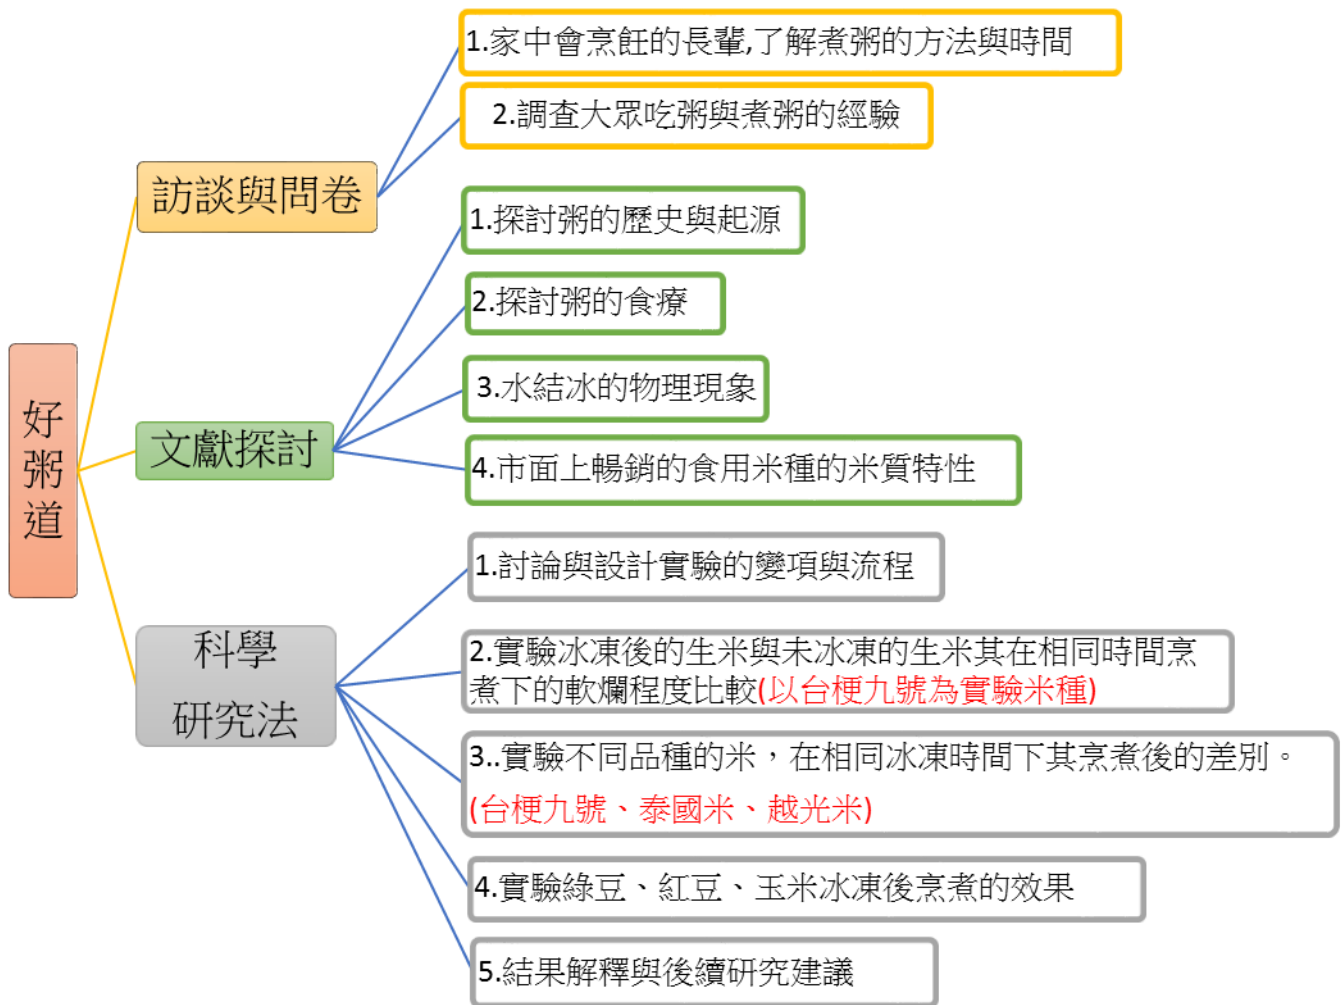 好粥道
訪談與問卷
1.家中會烹飪的長輩,了解煮粥的方法與時間
2.調查大眾吃粥與煮粥的經驗
文獻探討
1.探討粥的歷史與起源
2.探討粥的食療
3.水結冰的物理現象
4.市面上暢銷的食用米種的米質特性
科學
研究法
1.討論與設計實驗的變項與流程
2.實驗冰凍後的生米與未冰凍的生米其在相同時間烹
煮下的軟爛程度比較(以台梗九號為實驗米種)
3..實驗不同品種的米，在相同冰凍時間下其烹煮後的差別。
(台梗九號、泰國米、越光米)
4.實驗綠豆、紅豆、玉米冰凍後烹煮的效果
5.結果解釋與後續研究建議